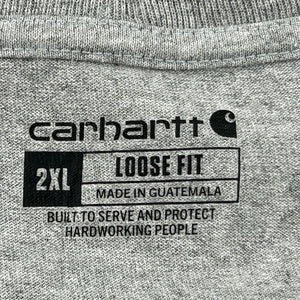 carhartt
2XL LOOSE FIT
MADE IN GUATEMALA
BUILT TO SERVE AND PROTECT
HARDWORKING PEOPLE